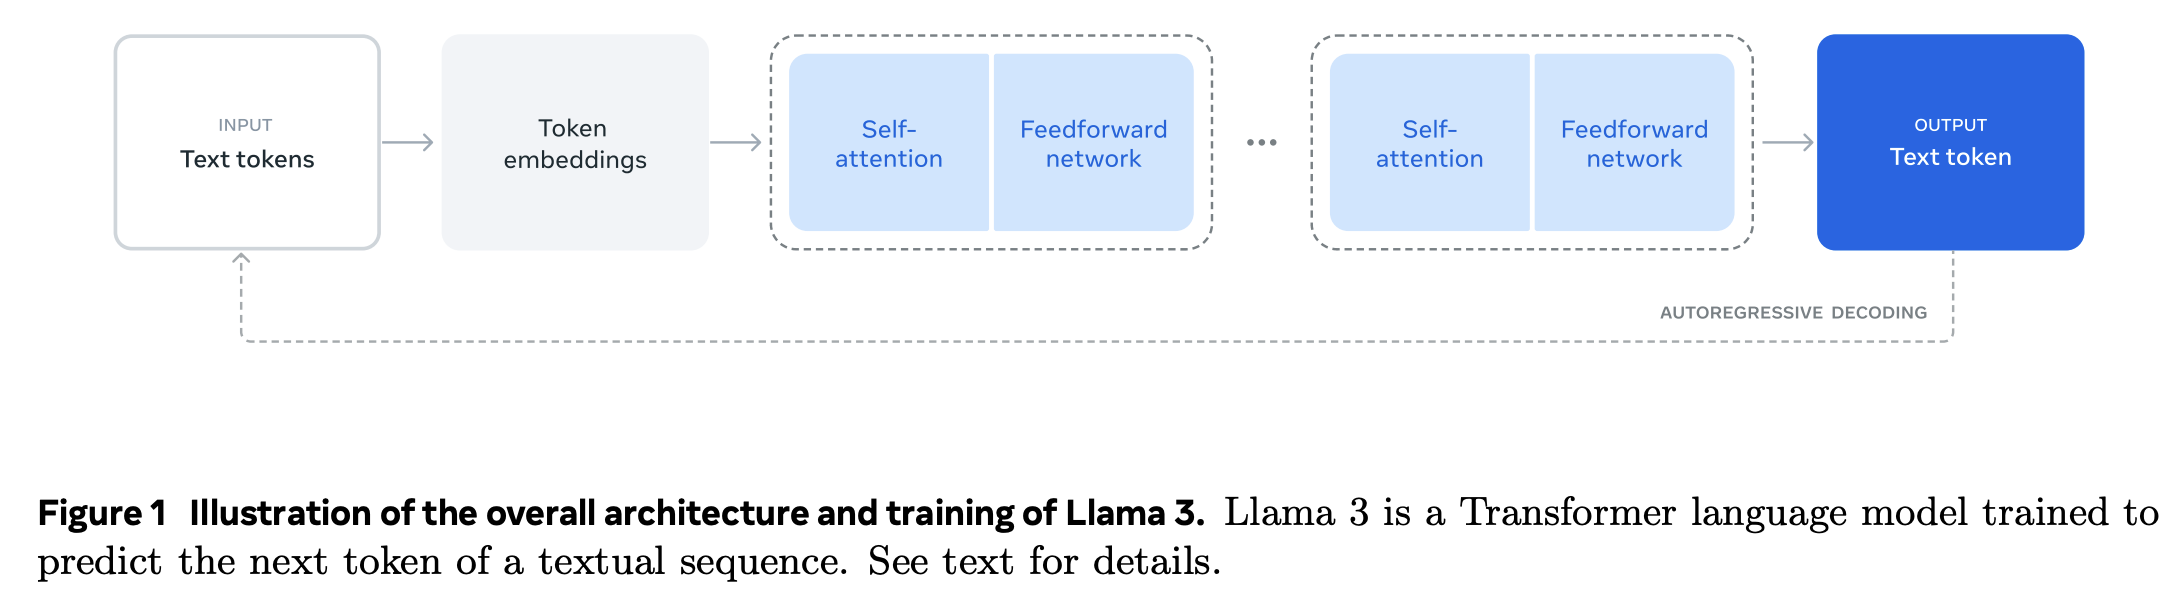 INPUT
Text tokens
Token
embeddings
Self-
attention
Feedforward
network
Self-
attention
Feedforward
network
OUTPUT
Text token
AUTOREGRESSIVE DECODING
Figure 1 Illustration of the overall architecture and training of Llama 3. Llama 3 is a Transformer language model trained to
predict the next token of a textual sequence. See text for details.